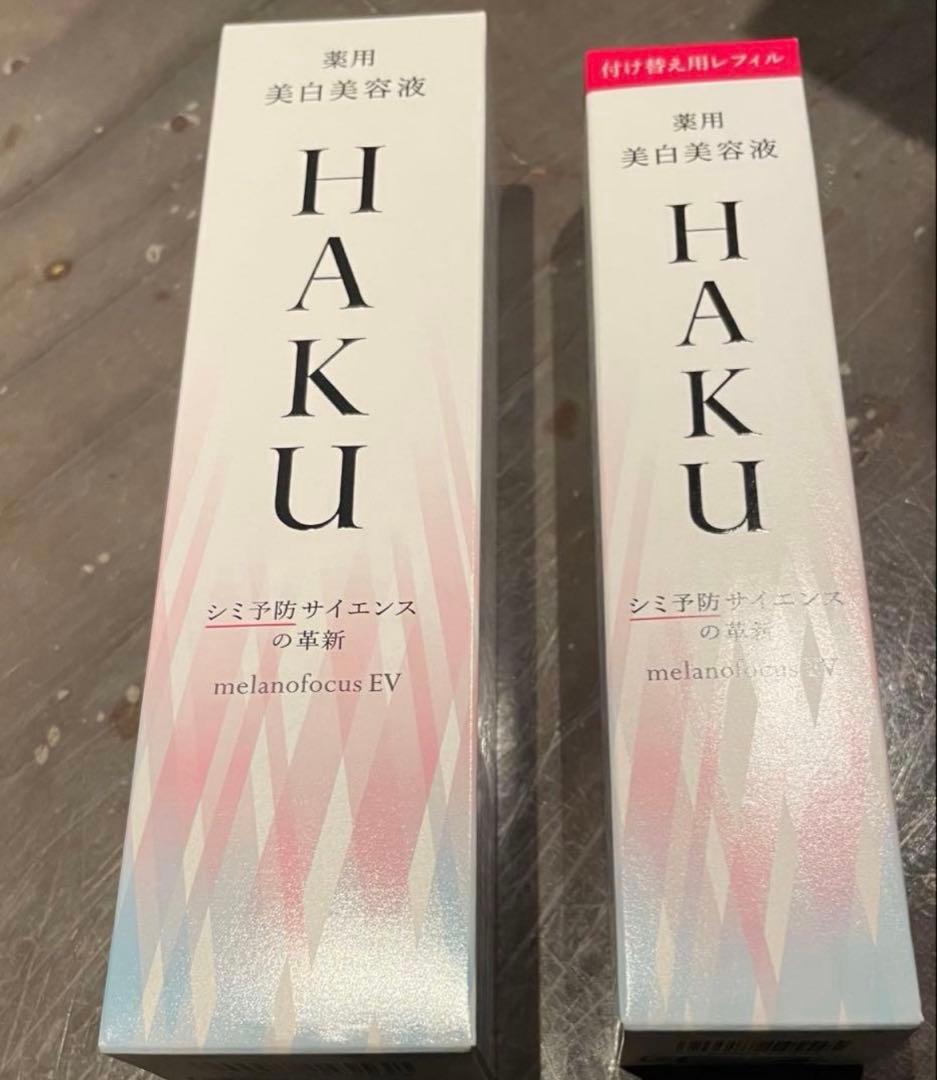 薬用
美白美容液
HAKU
シミ予防サイエンス
の革新
melanofocus EV
付け替え用レフィル
薬用
美白美容液
HAKU
シミ予防サイエンス
の革新
melanofocus EV